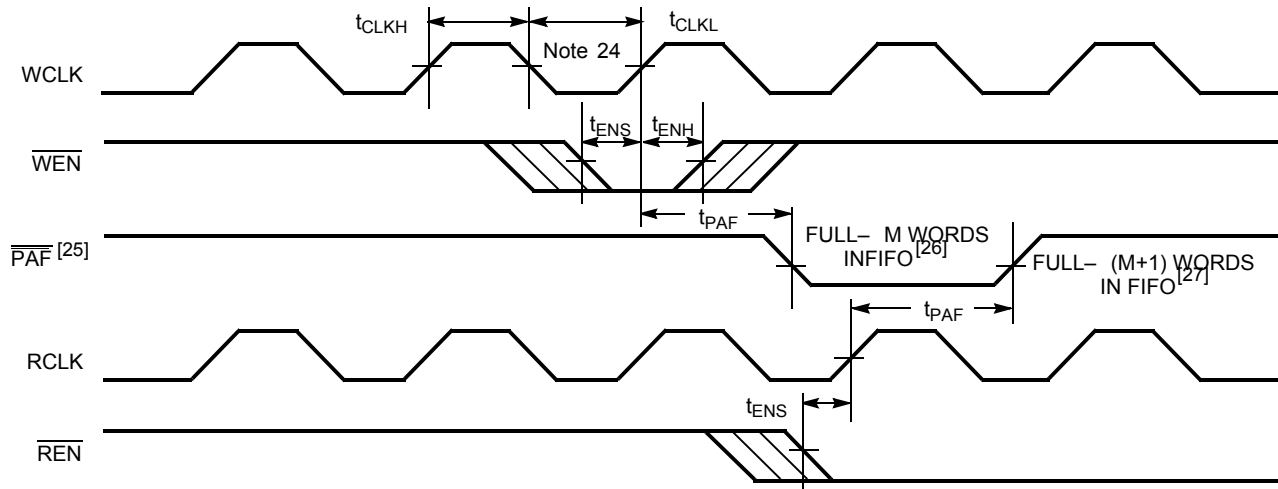 tCLKH
tCLKL
Note 24
WCLK
tENS
tENH
WEN
tPAF
PAF [25]
FULL– M WORDS
INFIFO[26]
FULL– (M+1) WORDS
IN FIFO[27]
tPAF
RCLK
tENS
REN